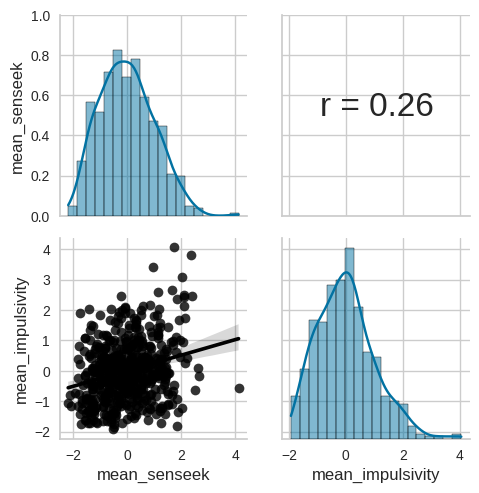 1.0
0.8
0.6
0.4
0.2
0.0
mean_senseek
r = 0.26
4
3
2
1
0
−1
−2
mean_impulsivity
−2 0 2 4
mean_senseek
−2 0 2 4
mean_impulsivity